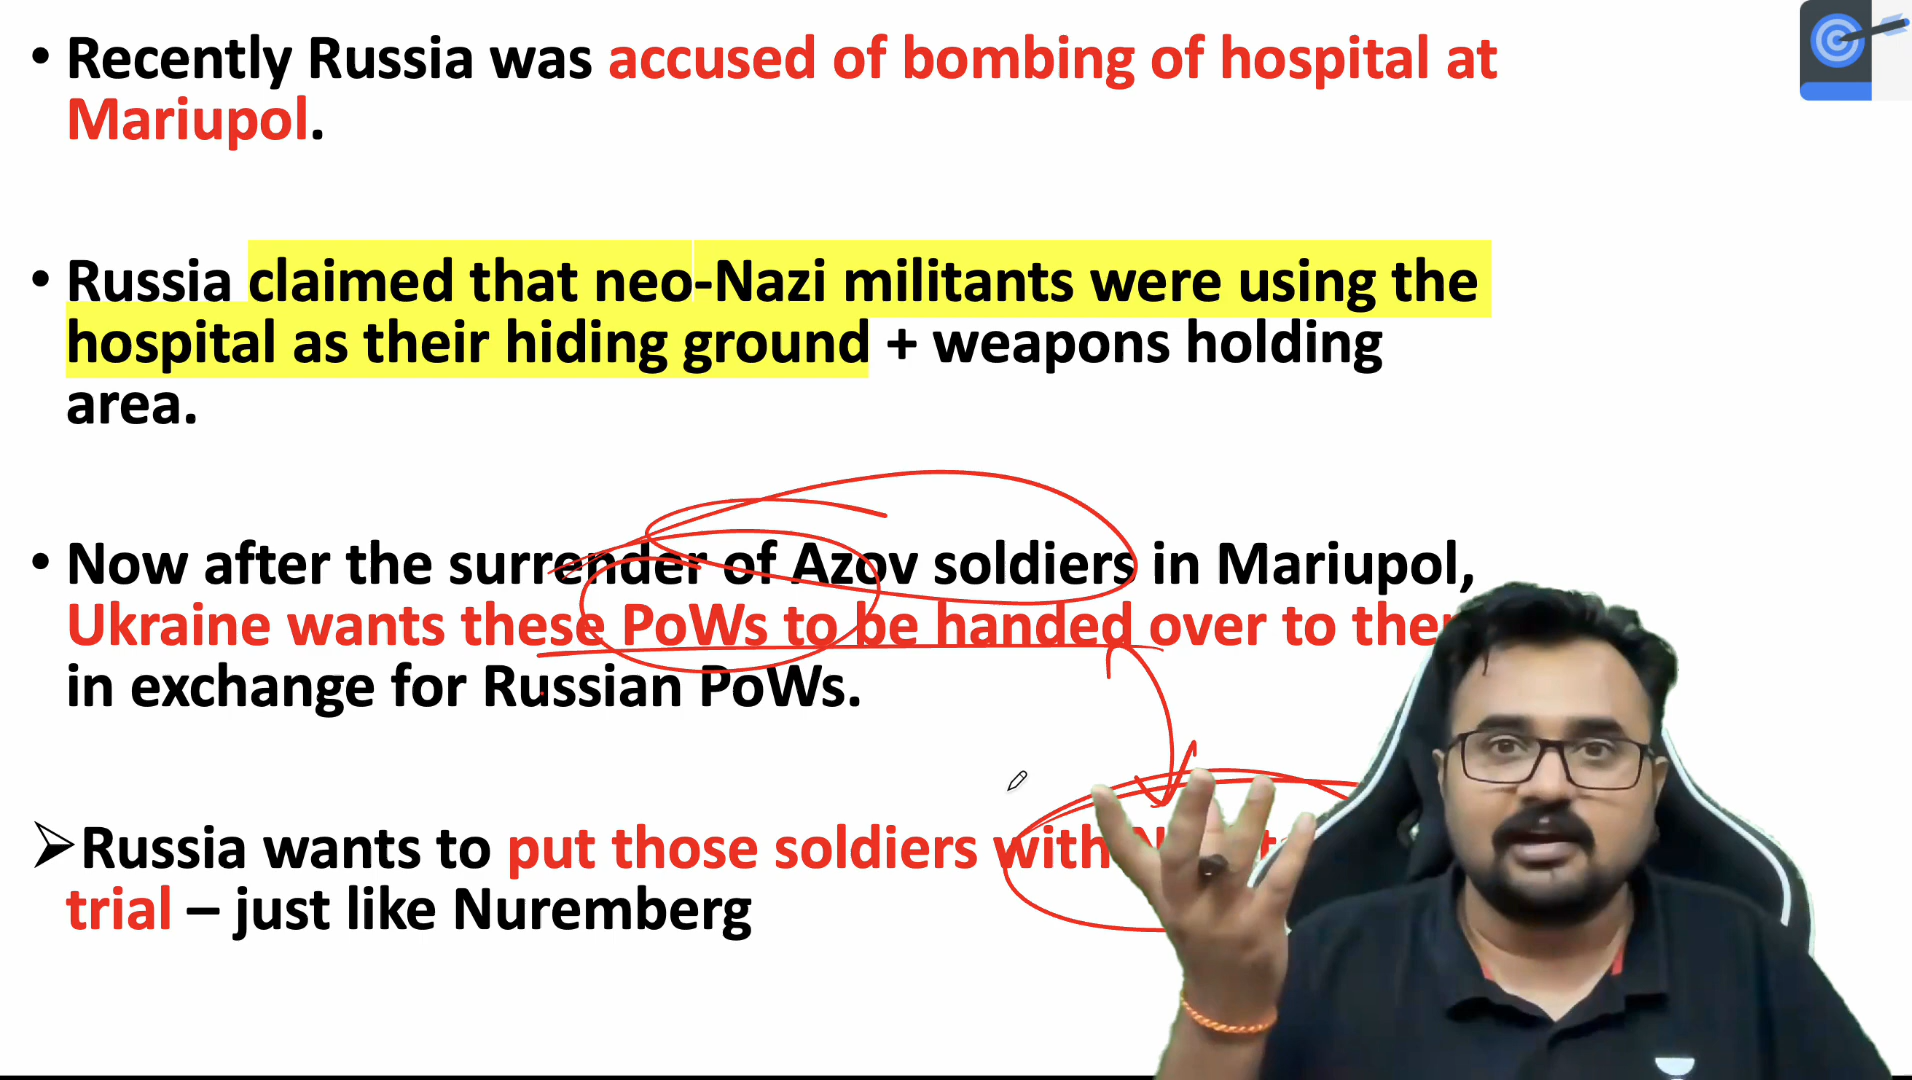 • Recently Russia was accused of bombing of hospital at
Mariupol.
• Russia claimed that neo-Nazi militants were using the
hospital as their hiding ground + weapons holding
area.
• Now after the surrender of Azov soldiers in Mariupol,
Ukraine wants these PoWs to be handed over to
in exchange for Russian PoWs.
➢Russia wants to put those soldiers with
trial – just like Nuremberg